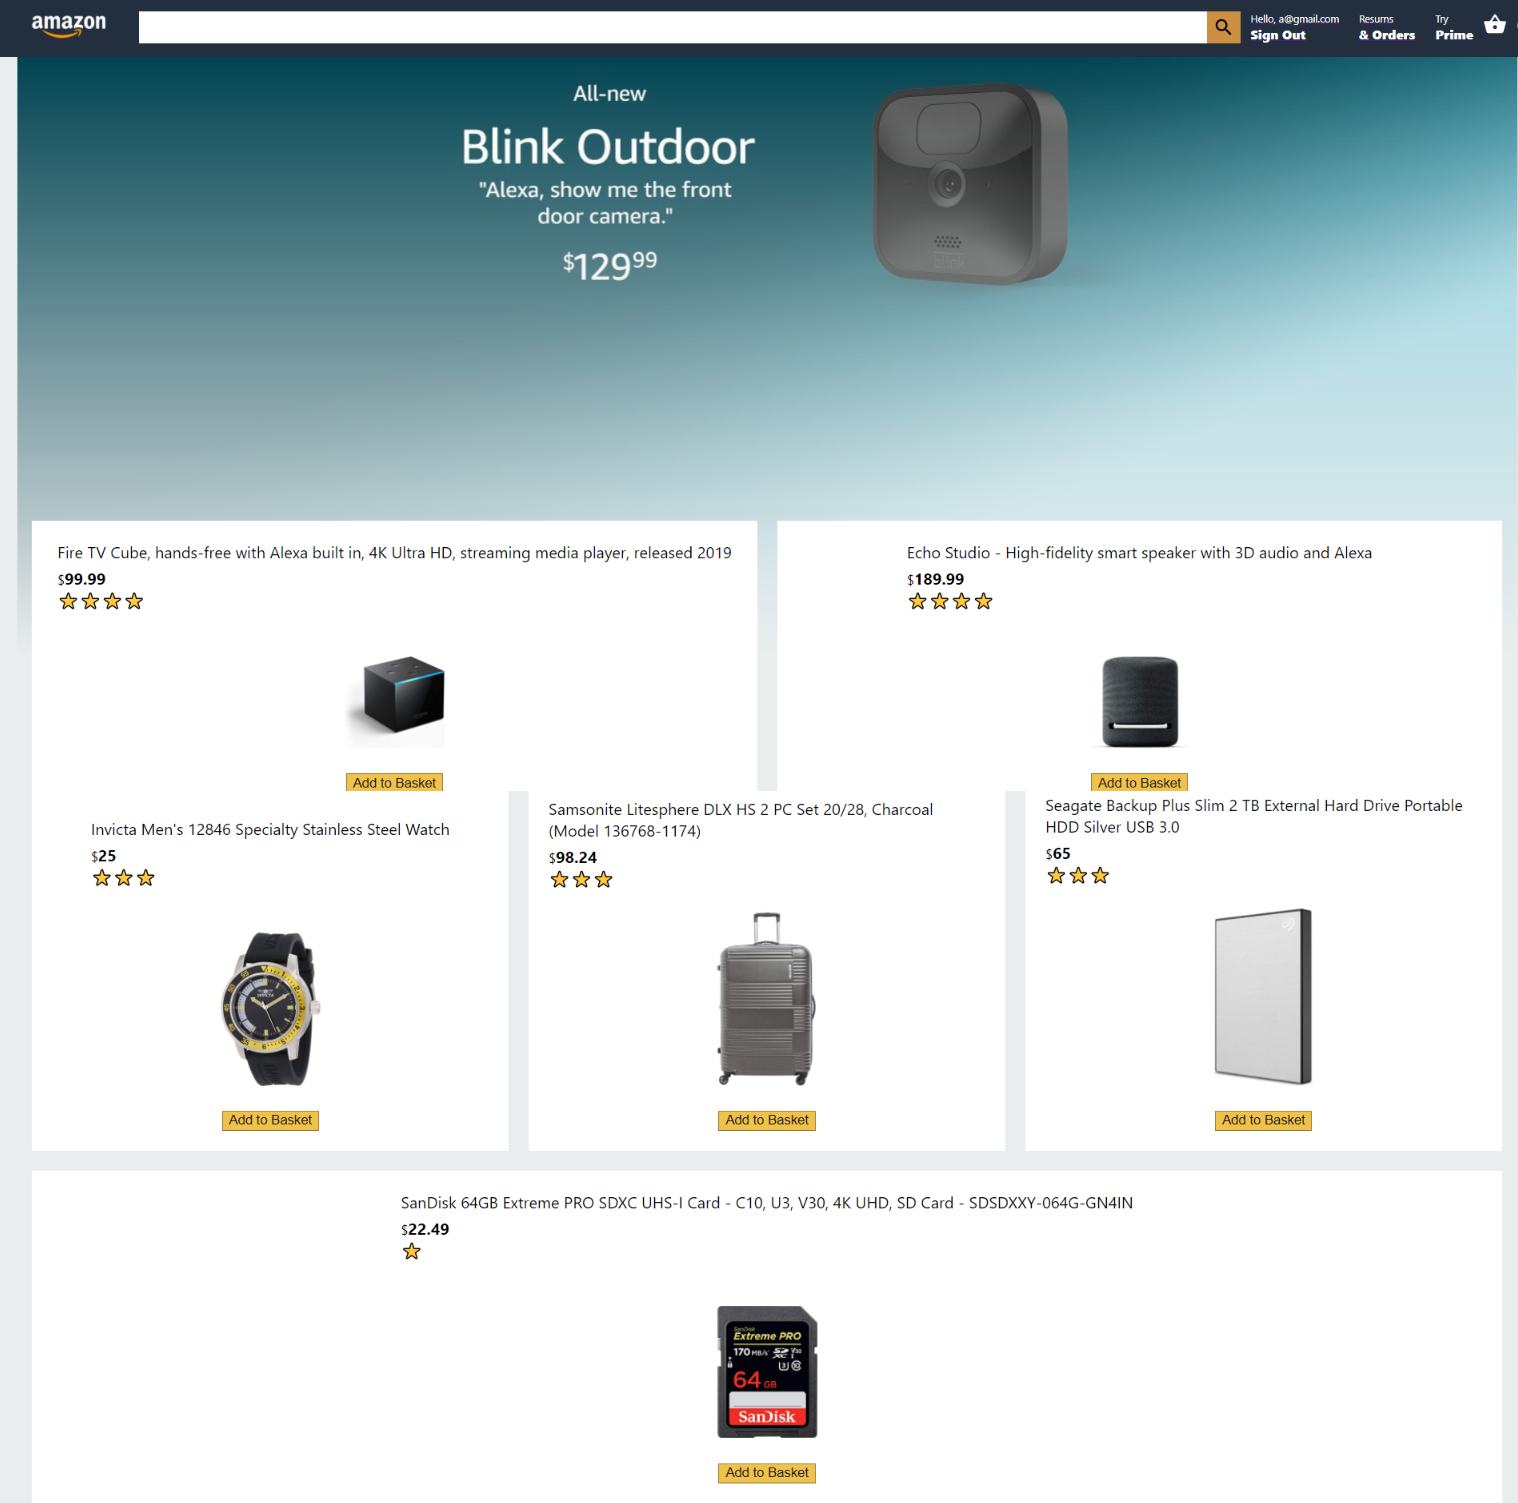 amazon
Hello, a@gmail.com
Sign Out
Resurns
& Orders
Try
Prime
All-new
Blink Outdoor
"Alexa, show me the front
door camera."
$129.99
blink
Fire TV Cube, hands-free with Alexa built in, 4K Ultra HD, streaming media player, released 2019
$99.99
Echo Studio - High-fidelity smart speaker with 3D audio and Alexa
$189.99
Add to Basket
Add to Basket
Invicta Men's 12846 Specialty Stainless Steel Watch
$25
Samsonite Litesphere DLX HS 2 PC Set 20/28, Charcoal
(Model 136768-1174)
$98.24
Seagate Backup Plus Slim 2 TB External Hard Drive Portable
HDD Silver USB 3.0
$65
INVICTA
Add to Basket
Add to Basket
Add to Basket
SanDisk 64GB Extreme PRO SDXC UHS-I Card - C10, U3, V30, 4K UHD, SD Card - SDSDXXY-064G-GN4IN
$22.49
SanDisk
Extreme PRO
170 MB/s SDXC V30 I
U3 10
64 GB
SanDisk
Add to Basket